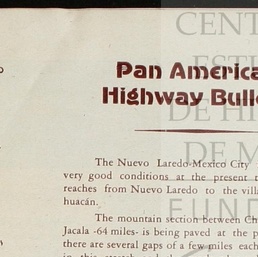 CENT
Pan America
Highway Bull
DE HI
The Nuevo Laredo-Mexico City
very good conditions at the present t
reaches from Nuevo Laredo to the vill
huacán.
The mountain section between Ch
Jacala -64 miles- is being paved at the p
there are several gaps of a few miles each
FUND
DE M